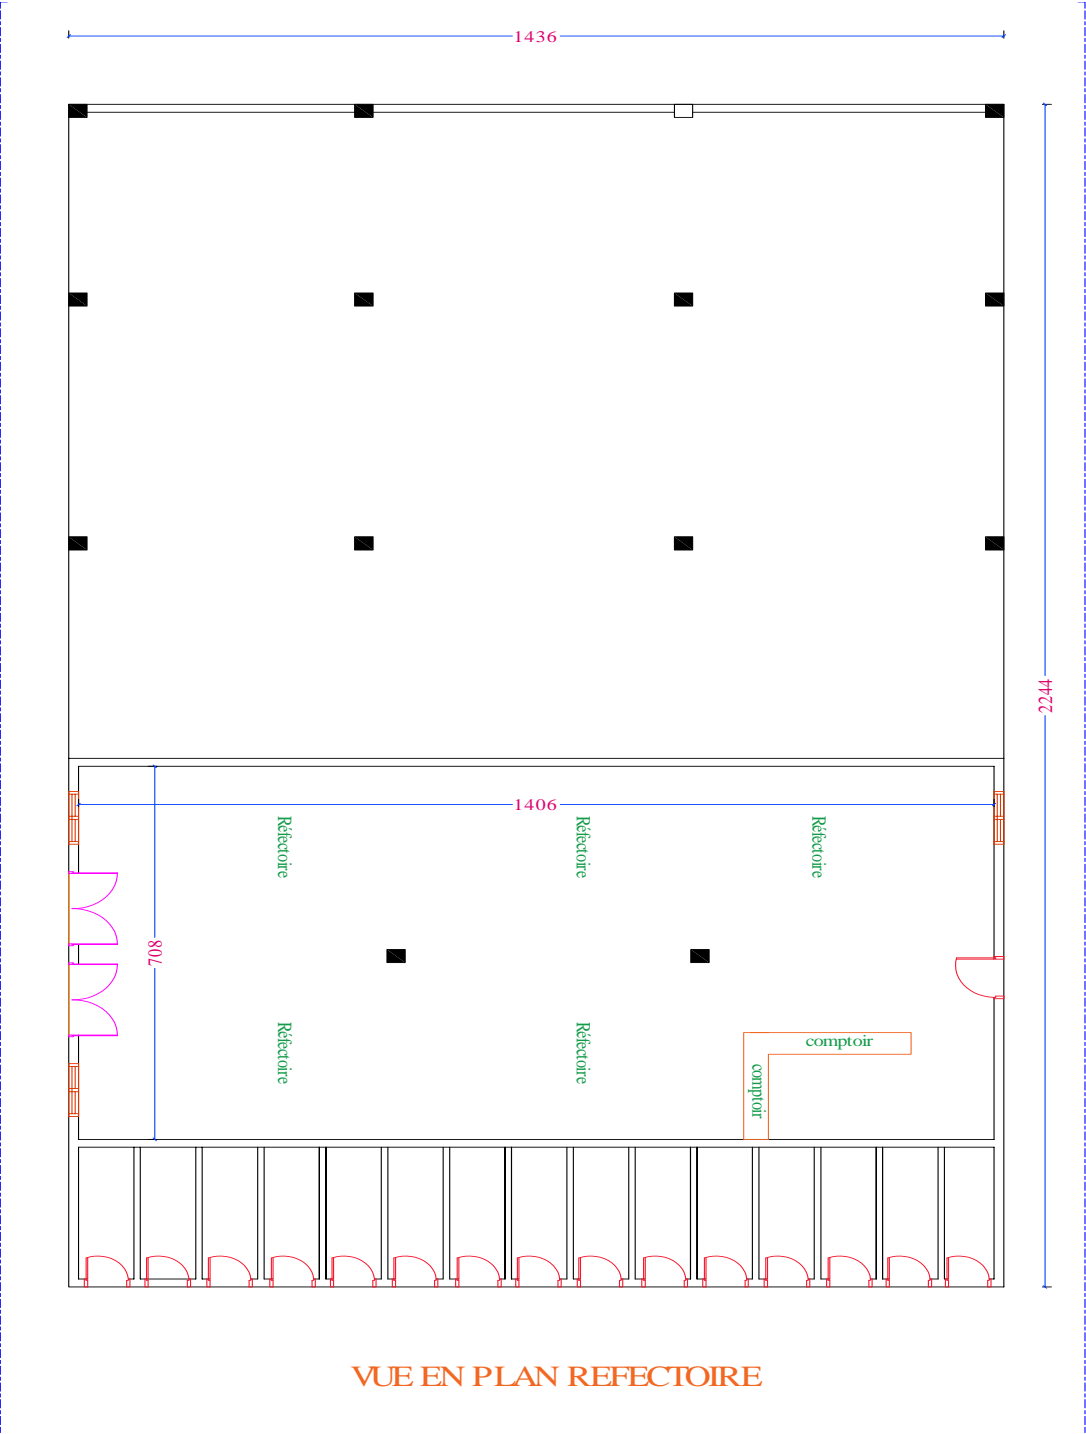 1436
2244
1406
Réfectoire
Réfectoire
Réfectoire
708
Réfectoire
Réfectoire
comptoir
comptoir
VUE EN PLAN REFECTOIRE